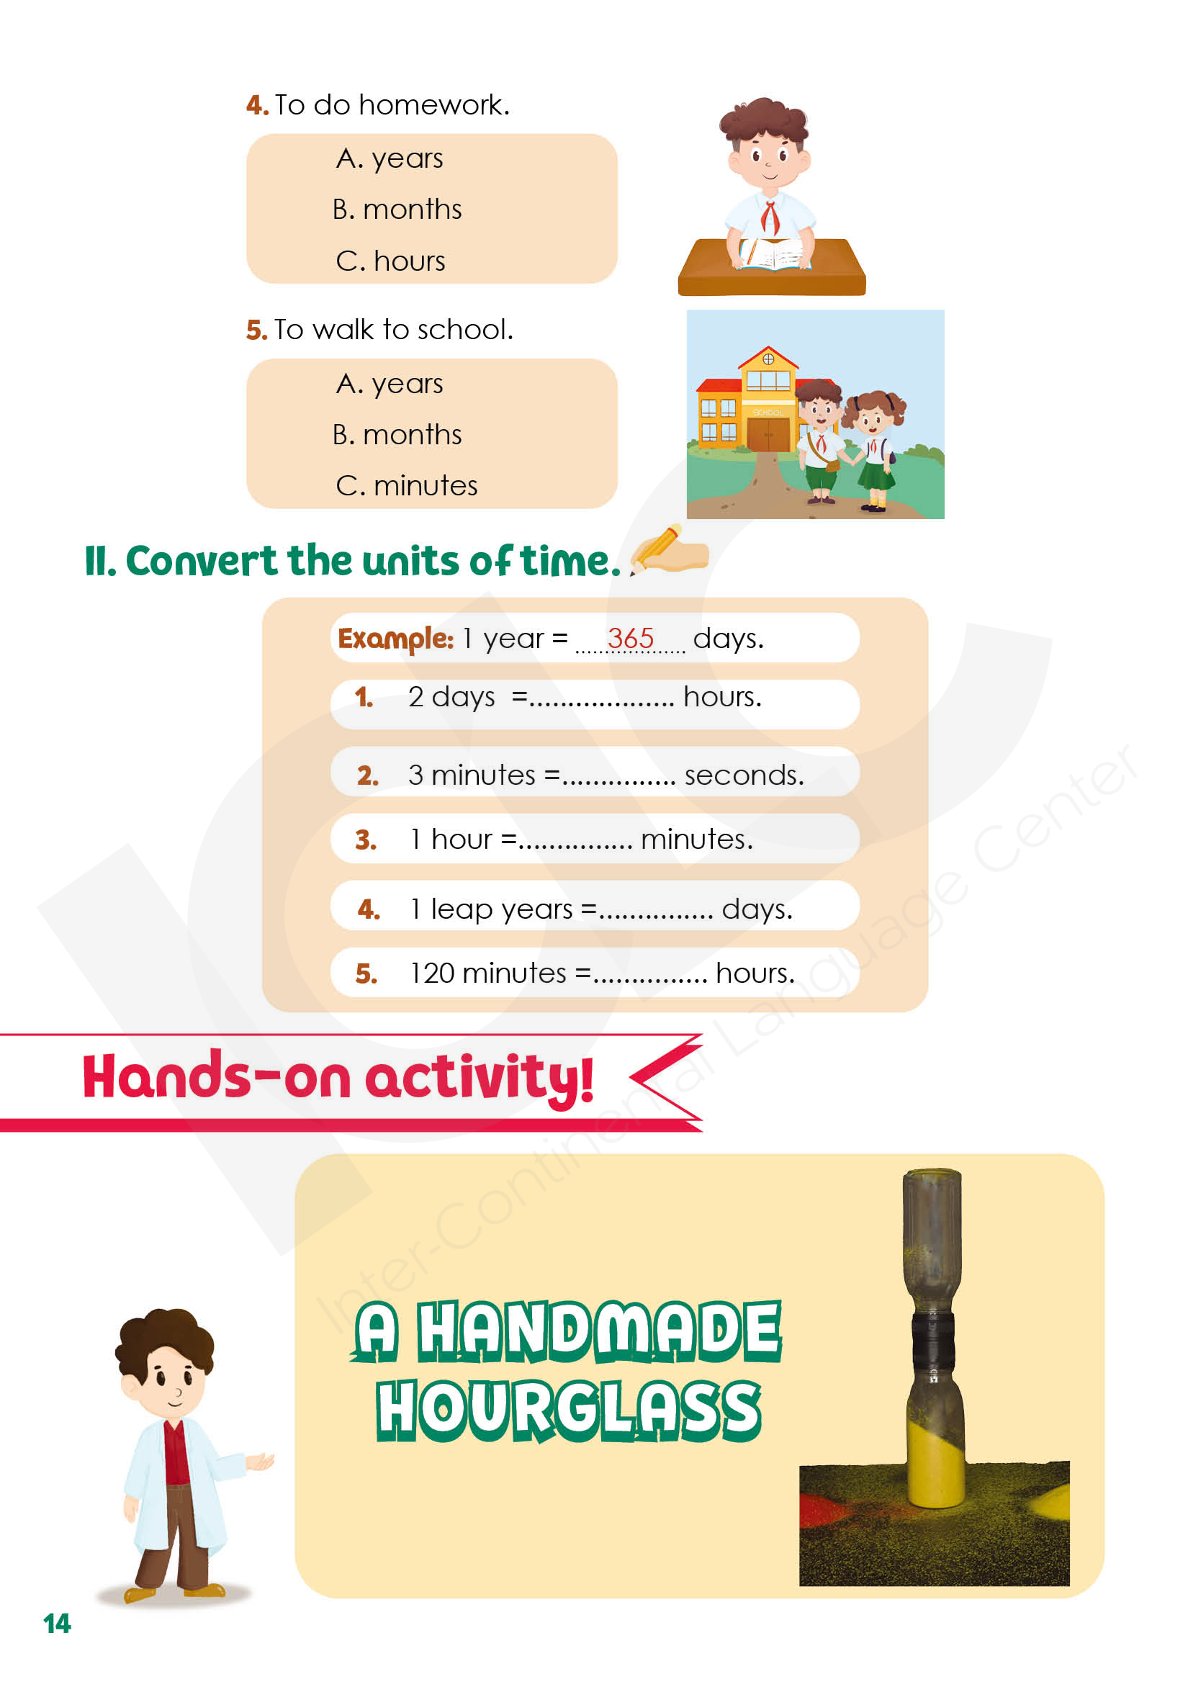 4. To do homework.
A. years
B. months
C. hours
5. To walk to school.
A. years
B. months
C. minutes
SCHOOL
II. Convert the units of time.
Example: 1 year = ...365... days.
1. 2 days =................... hours.
2. 3 minutes =............... seconds.
3. 1 hour =............... minutes.
4. 1 leap years =............... days.
5. 120 minutes =............... hours.
Hands-on activity!
A HANDMADE
HOURGLASS
14
ICLC
Inter-Continental Language Center